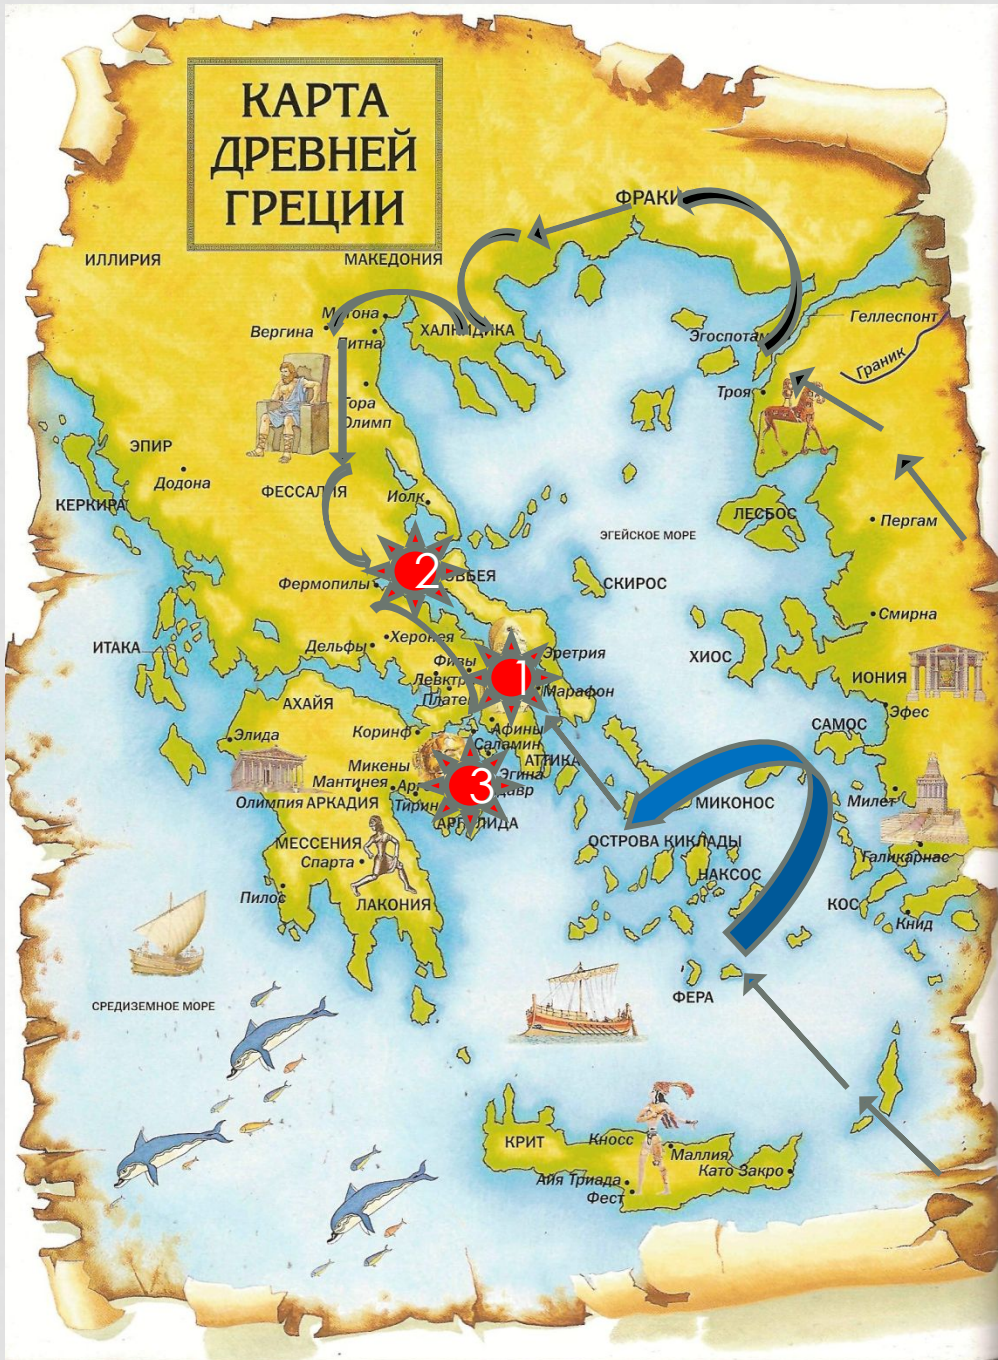 КАРТА
ДРЕВНЕЙ
ГРЕЦИИ
ФРАКИ
ИЛЛИРИЯ
МАКЕДОНИЯ
Вергина
ХАЛКИДИКА
Геллеспонт
Граник
Троя
Олимп
ЭПИР
Додона
КЕРКИРА
ФЕССАЛИЯ
Иолк
ЛЕСБОС
Пергам
ЭГЕЙСКОЕ МОРЕ
2
Фермопилы
СКИРОС
Смирна
ИТАКА
Дельфы
Херонея
Фивы
Эретрия
ХИОС
ИОНИЯ
1
Марафон
АХАЙЯ
Эфес
Элида
Коринф
Афины
Саламин
САМОС
АТТИКА
Микены
Мантинея
Эгина
3
Олимпия
АРКАДИЯ
МИКОНОС
Милет
МЕССЕНИЯ
Спарта
ОСТРОВА КИКЛАДЫ
Галикарнас
НАКСОС
Пилос
ЛАКОНИЯ
КОС
Книд
ФЕРА
СРЕДИЗЕМНОЕ МОРЕ
КРИТ
Кносс
Маллия
Като Закро
Айя Триада
Фест